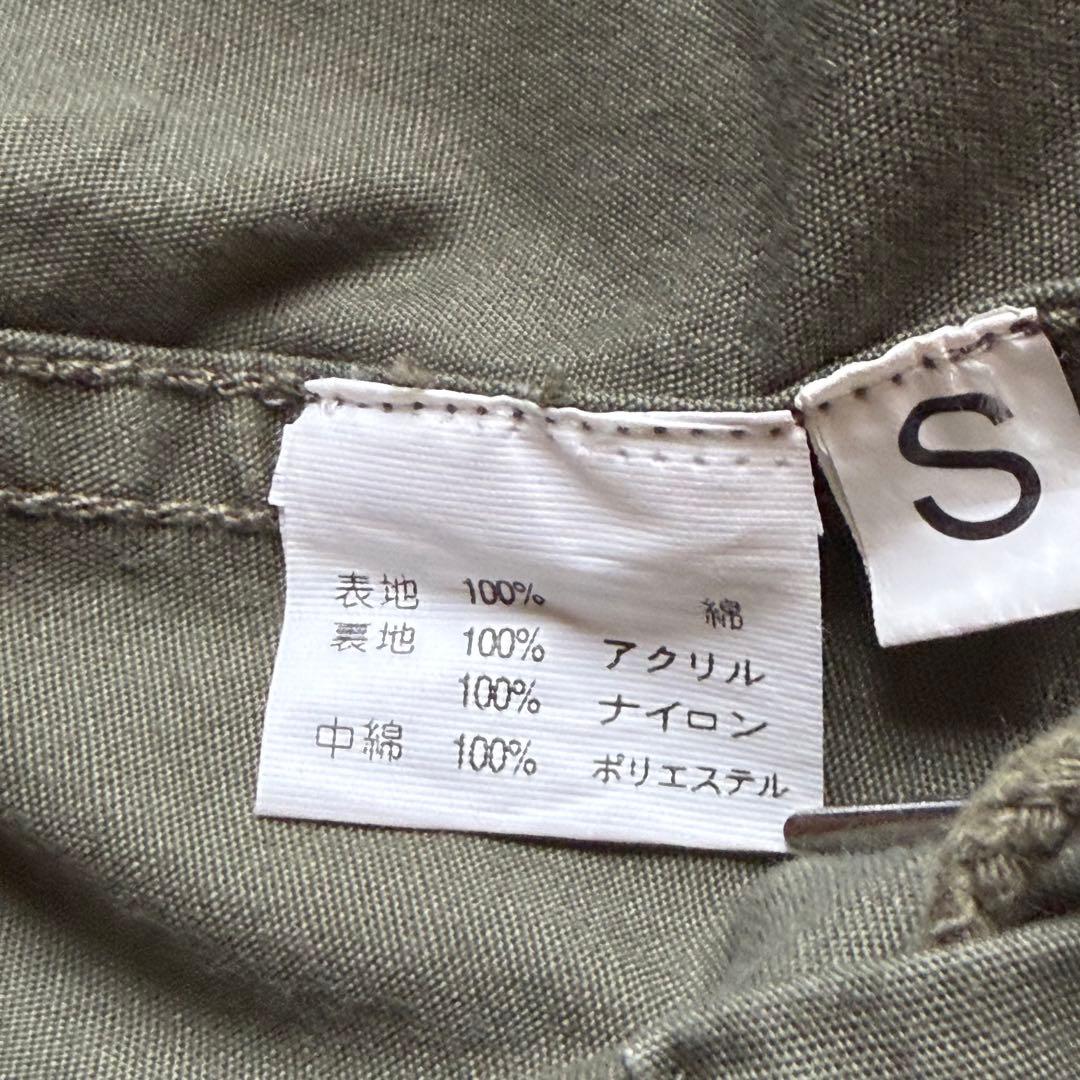 表地 100% 綿
裏地 100% アクリル
100% ナイロン
中綿 100% ポリエステル
S